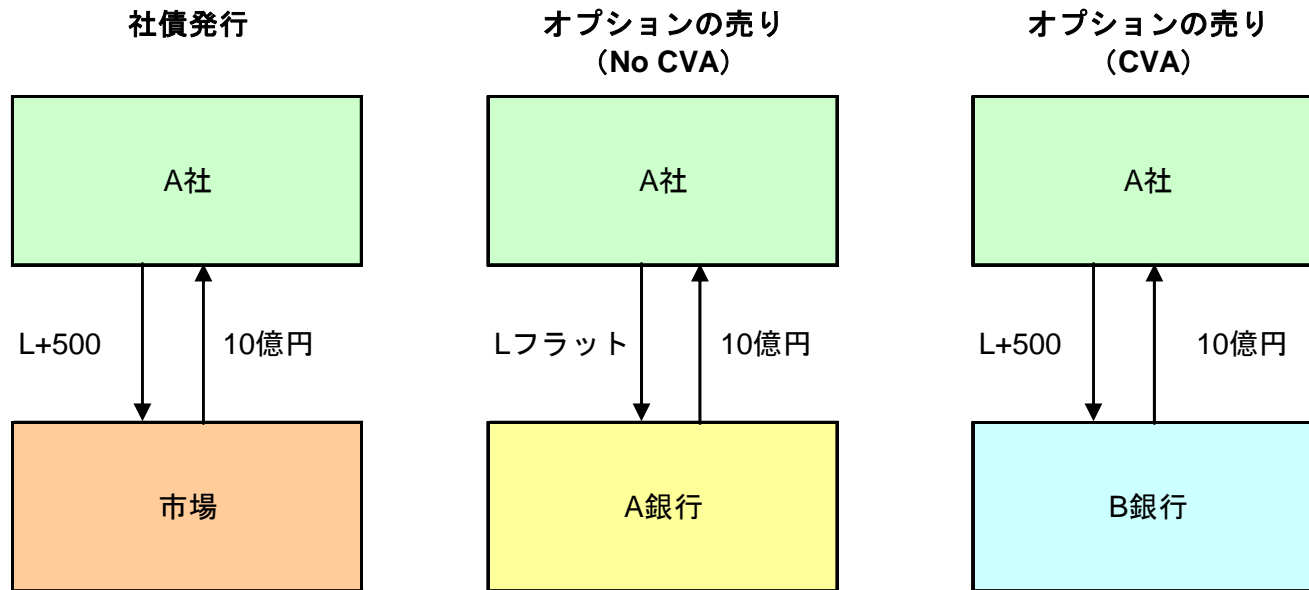 社債発行
オプションの売り
（No CVA）
オプションの売り
（CVA）
A社
A社
A社
L+500
10億円
Lフラット
10億円
L+500
10億円
市場
A銀行
B銀行